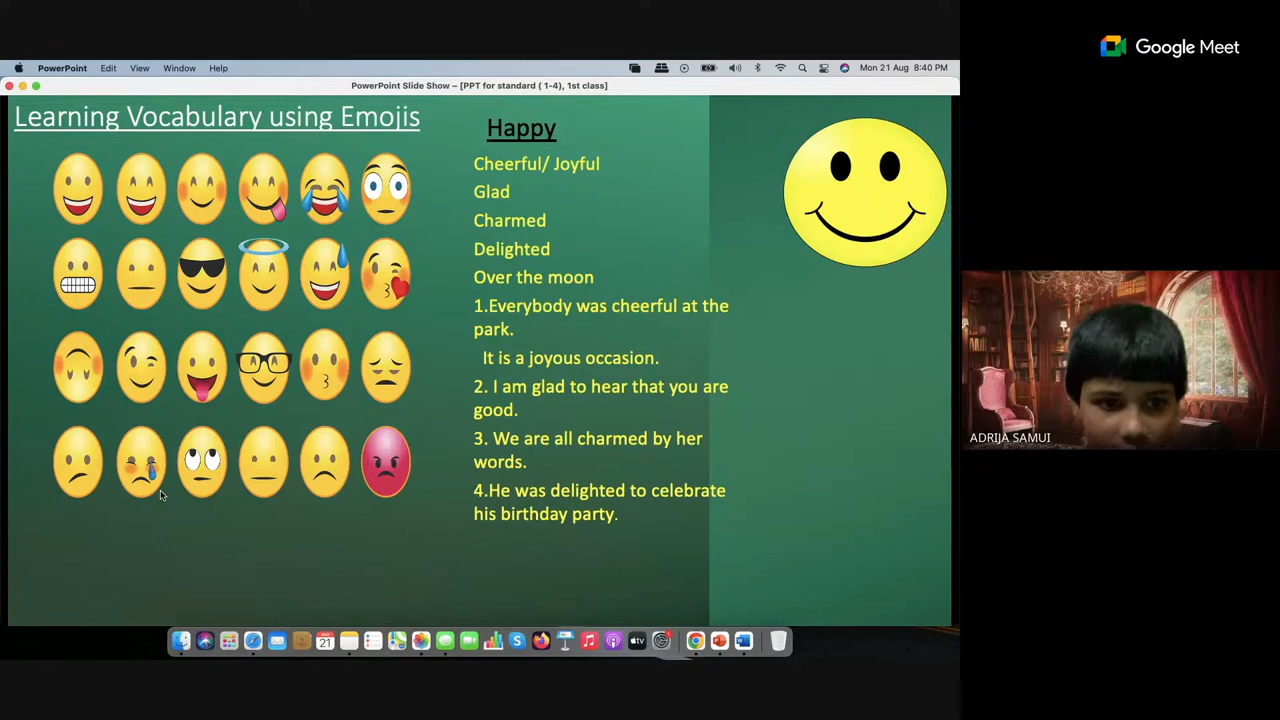 Google Meet
PowerPoint Edit View Window Help
Mon 21 Aug 8:40 PM
PowerPoint Slide Show – [PPT for standard ( 1-4), 1st class]
Learning Vocabulary using Emojis
Happy
Cheerful/ Joyful
Glad
Charmed
Delighted
Over the moon
1.Everybody was cheerful at the
park.
It is a joyous occasion.
2. I am glad to hear that you are
good.
3. We are all charmed by her
words.
4.He was delighted to celebrate
his birthday party.
ADRIJA SAMUI
21